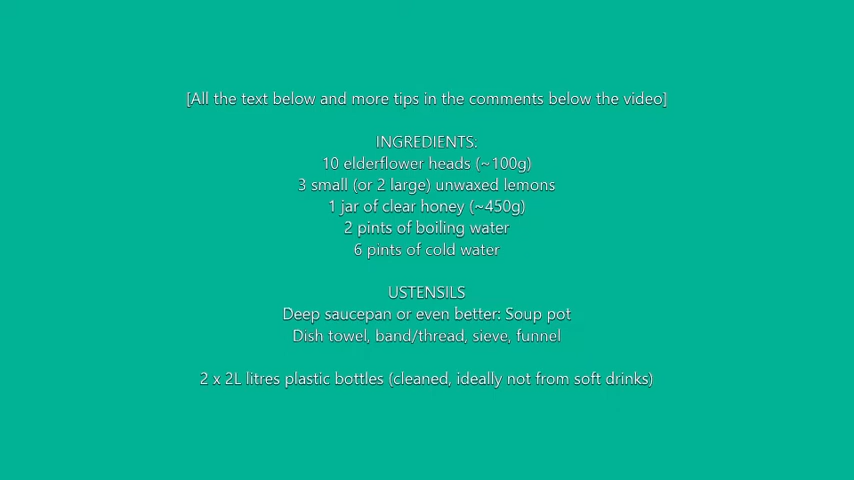 [All the text below and more tips in the comments below the video]
INGREDIENTS:
10 elderflower heads (~100g)
3 small (or 2 large) unwaxed lemons
1 jar of clear honey (~450g)
2 pints of boiling water
6 pints of cold water
USTENSILS
Deep saucepan or even better: Soup pot
Dish towel, band/thread, sieve, funnel
2 x 2L litres plastic bottles (cleaned, ideally not from soft drinks)